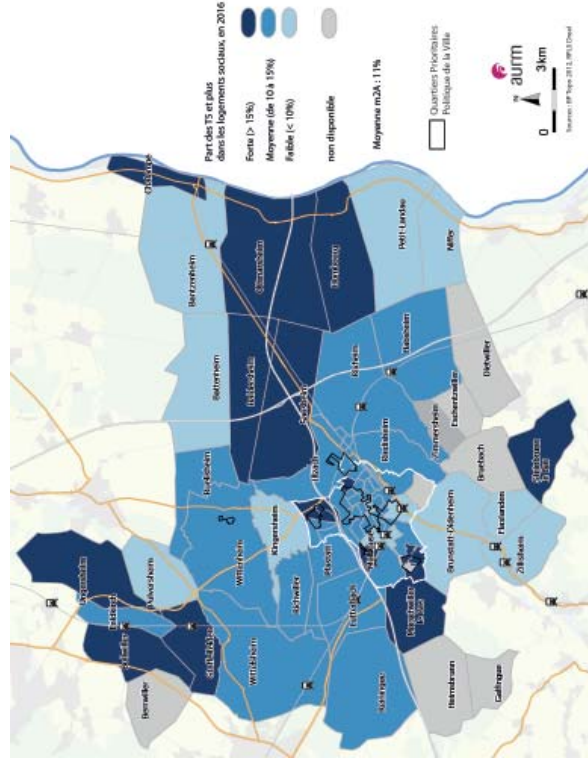 Part des T5 et plus
dans les logements sociaux, en 2016
Forte (> 15%)
Moyenne (de 10 à 15%)
Faible (< 10%)
non disponible
Moyenne m2A : 11%
Quartiers Prioritaires
Politique de la Ville
N
aurm
0
3km
Chalampé
Bantzenheim
Ottmarsheim
Hombourg
Petit-Landau
Niffer
Battenheim
Baldersheim
Sausheim
Rixheim
Habsheim
Dietwiller
Eschentzwiller
Zimmersheim
Riedisheim
Illzach
Ruelisheim
Kingersheim
Wittenheim
Richwiller
Pfastatt
Lutterbach
Bruebach
Steinbrunn
le-Bas
Flaxlanden
Zillisheim
Brunstatt-Didenheim
Morschwiller
le-Bas
Reiningue
Wittelsheim
Staffelfelden
Pulversheim
Berrwiller
Heimsbrunn
Galfingue